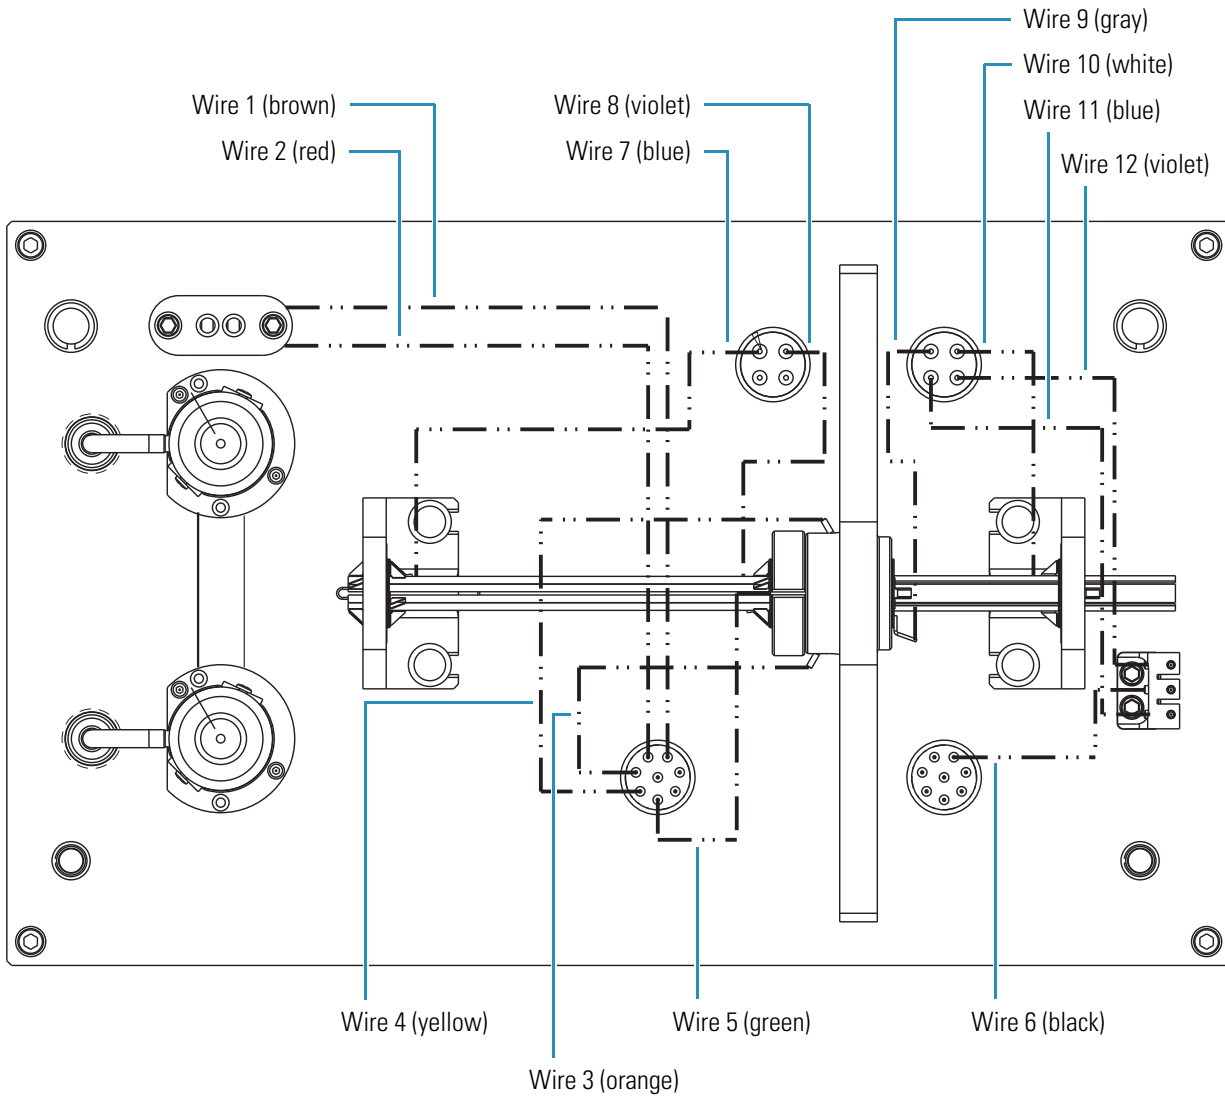 Wire 9 (gray)
Wire 10 (white)
Wire 1 (brown)
Wire 8 (violet)
Wire 11 (blue)
Wire 2 (red)
Wire 7 (blue)
Wire 12 (violet)
Wire 4 (yellow)
Wire 5 (green)
Wire 6 (black)
Wire 3 (orange)